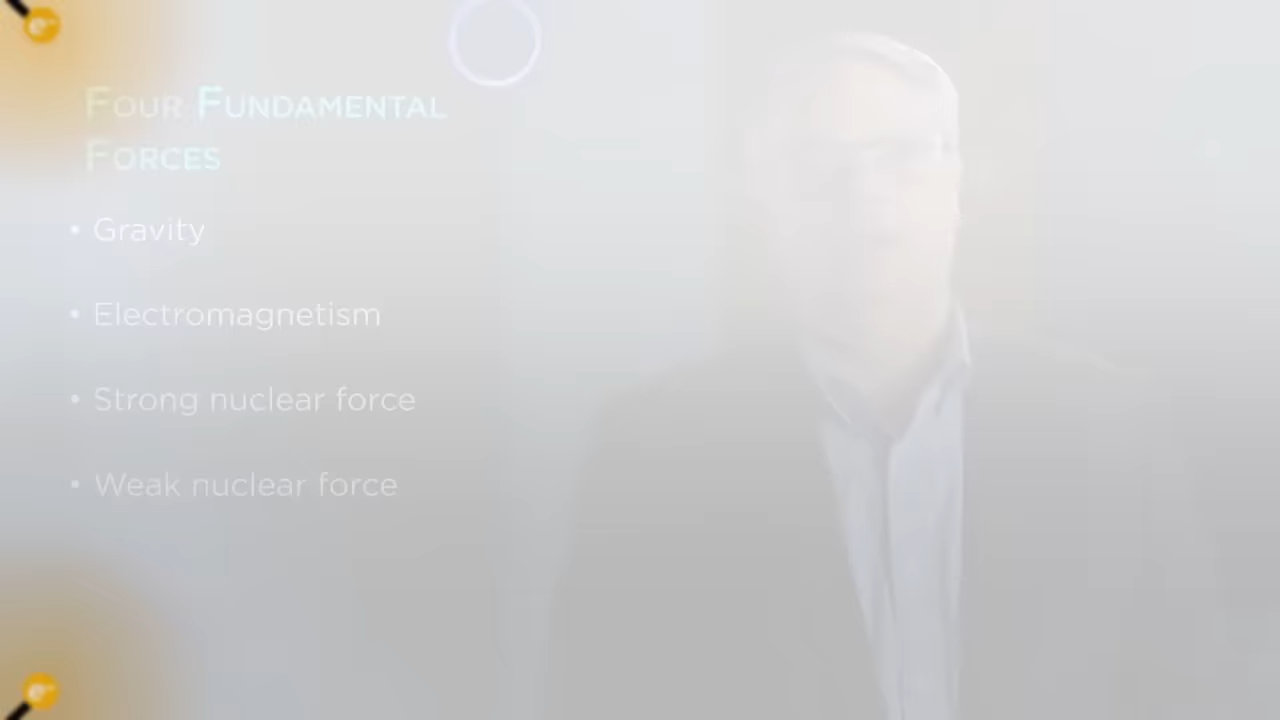 Four Fundamental
Forces
• Gravity
• Electromagnetism
• Strong nuclear force
• Weak nuclear force